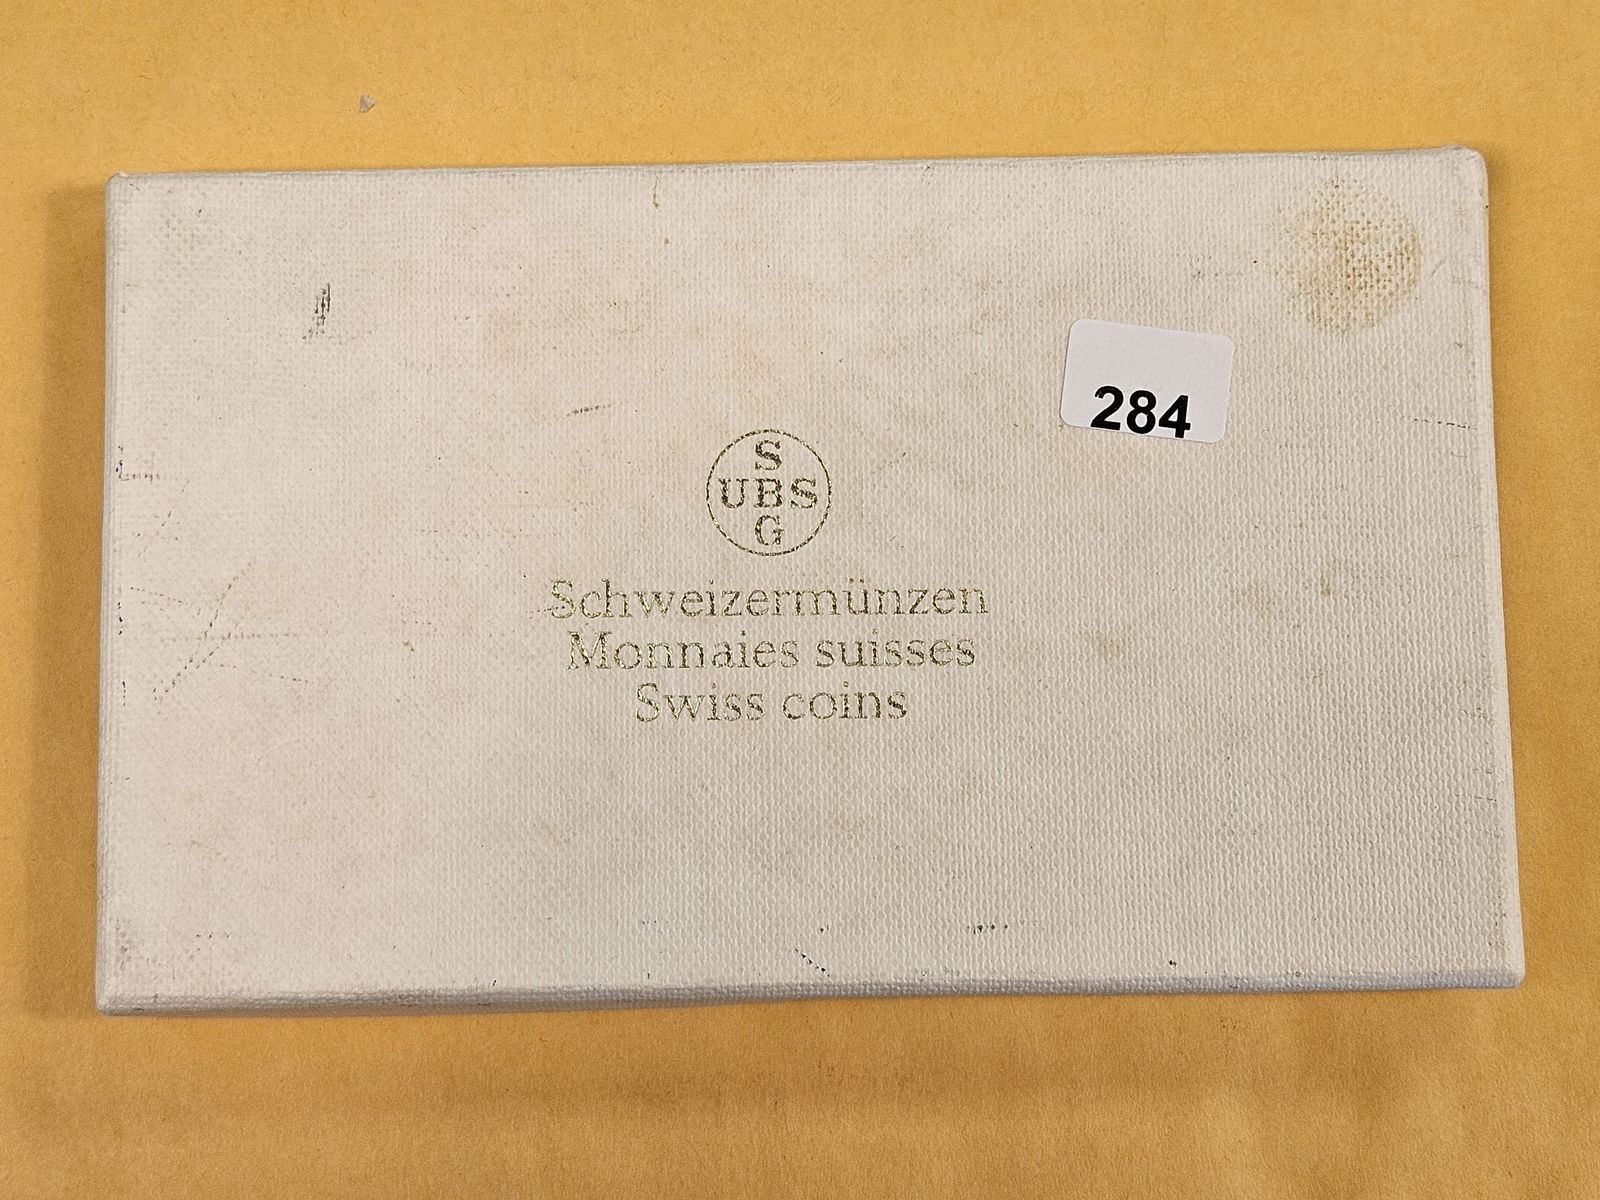 284
S
UBS
G
Schweizermünzen
Monnaies suisses
Swiss coins